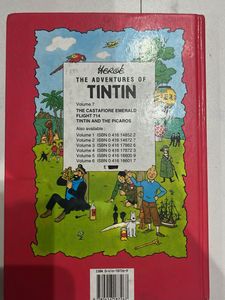 Hergé
THE ADVENTURES OF
TINTIN
Volume 7
THE CASTAFIORE EMERALD
FLIGHT 714
TINTIN AND THE PICAROS
Also available:
Volume 1 ISBN 0 416 14852 2
Volume 2 ISBN 0 416 14872 7
Volume 3 ISBN 0 416 17862 6
Volume 4 ISBN 0 416 17872 3
Volume 5 ISBN 0 416 18600 9
Volume 6 ISBN 0 416 18601 7